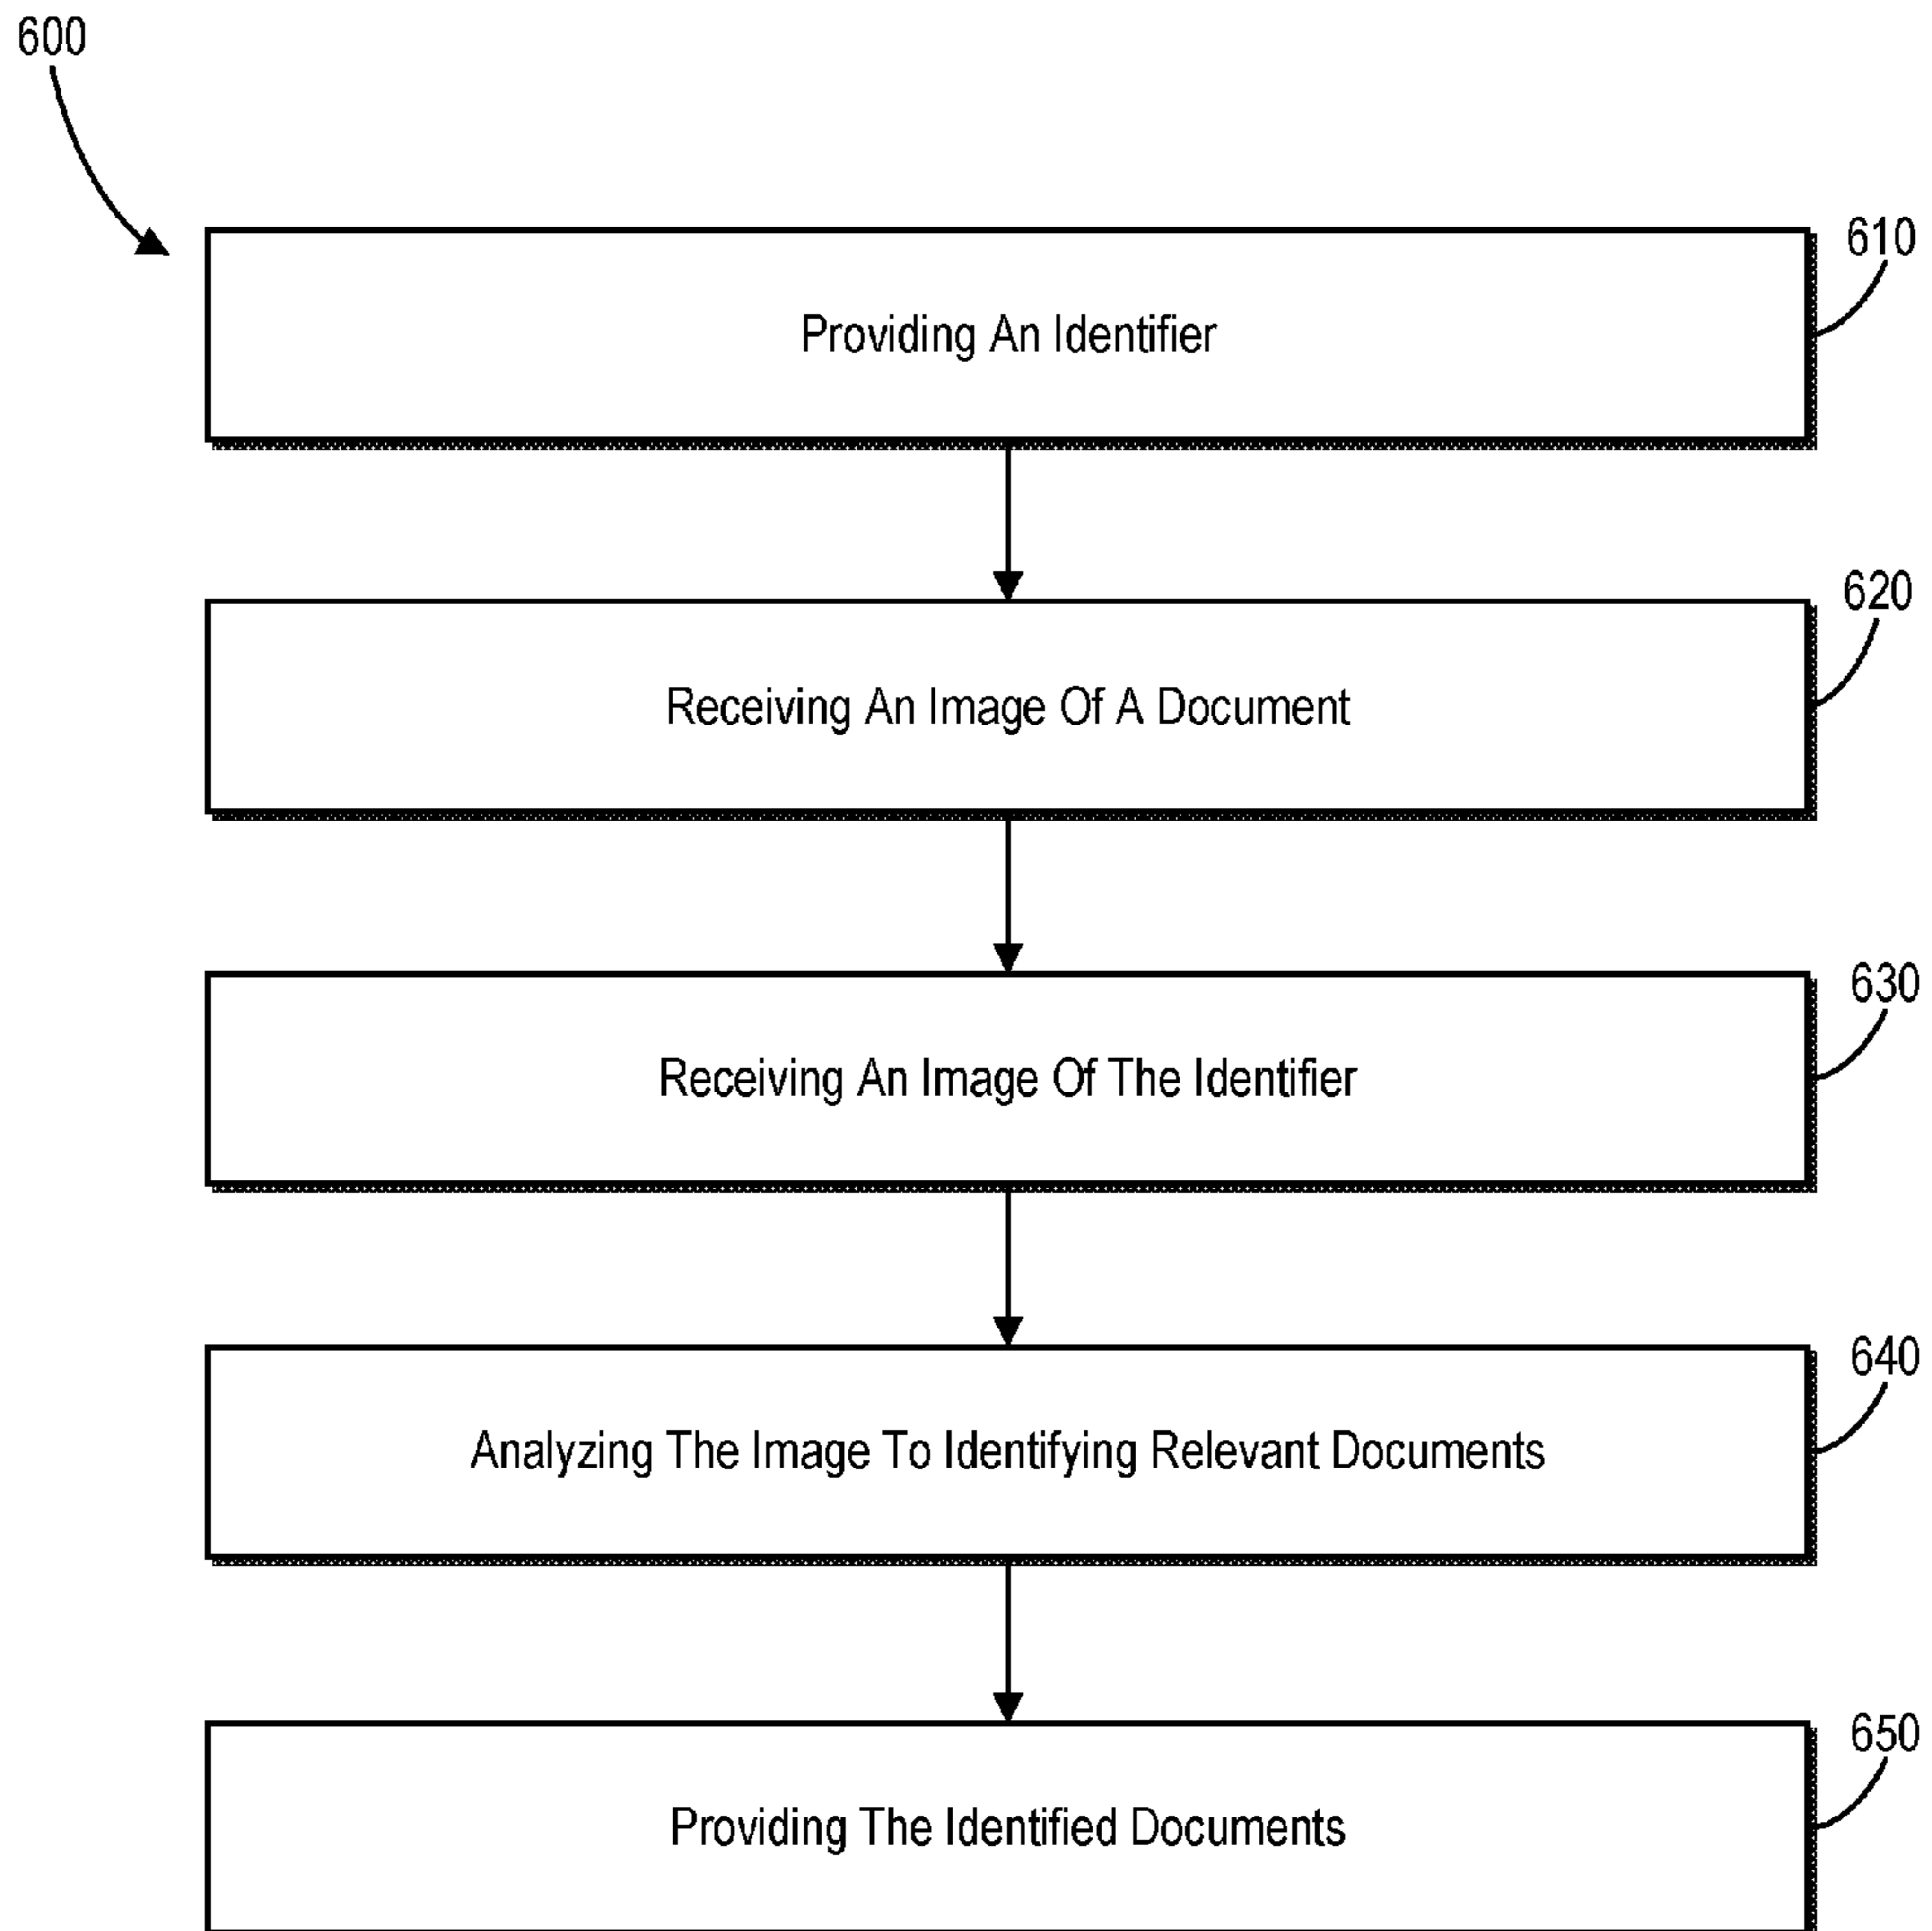 600
610
Providing An Identifier
620
Receiving An Image Of A Document
630
Receiving An Image Of The Identifier
640
Analyzing The Image To Identifying Relevant Documents
650
Providing The Identified Documents